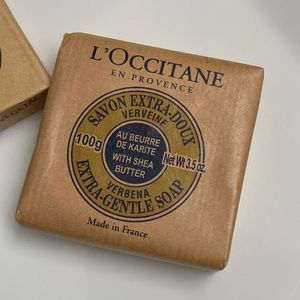 L'OCCITANE
EN PROVENCE
SAVON EXTRA-DOUX
VERVEINE
100g
AU BEURRE
DE KARITÉ
WITH SHEA
BUTTER
Net Wt 3.5 oz
VERBENA
EXTRA-GENTLE SOAP
Made in France
VEGETAL